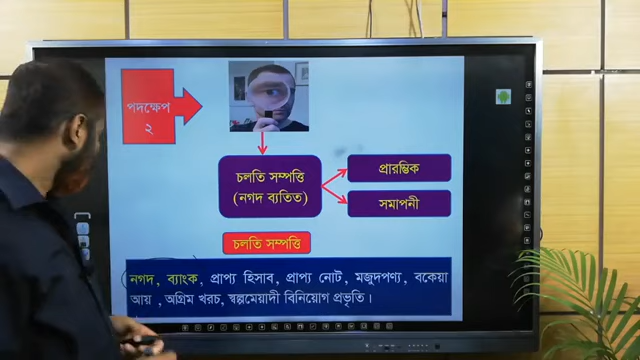 পদক্ষেপ
২
চলতি সম্পত্তি
(নগদ ব্যতিত)
প্রারম্ভিক
সমাপনী
চলতি সম্পত্তি
নগদ, ব্যাংক, প্রাপ্য হিসাব, প্রাপ্য নোট, মজুদপণ্য, বকেয়া
আয় , অগ্রিম খরচ, স্বল্পমেয়াদী বিনিয়োগ প্রভৃতি।